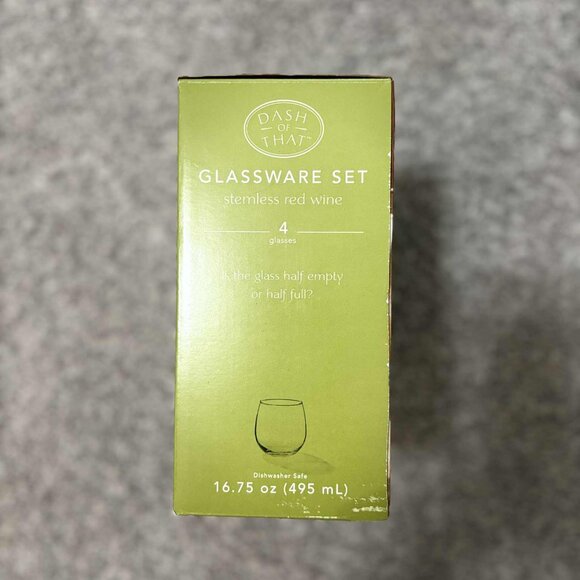 DASH
OF
THAT™
GLASSWARE SET
stemless red wine
4
glasses
Is the glass half empty
or half full?
Dishwasher Safe
16.75 oz (495 mL)